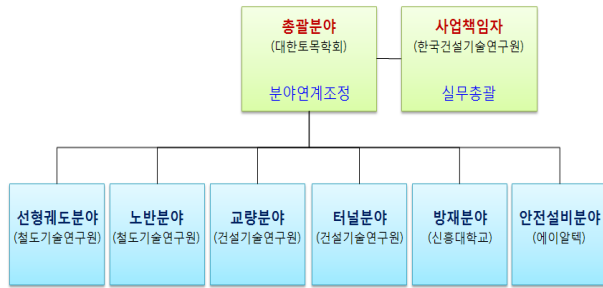 총괄분야
(대한토목학회)
분야연계조정
사업책임자
(한국건설기술연구원)
실무총괄
선형궤도분야
(철도기술연구원)
노반분야
(철도기술연구원)
교량분야
(건설기술연구원)
터널분야
(건설기술연구원)
방재분야
(신흥대학교)
안전설비분야
(에이알텍)